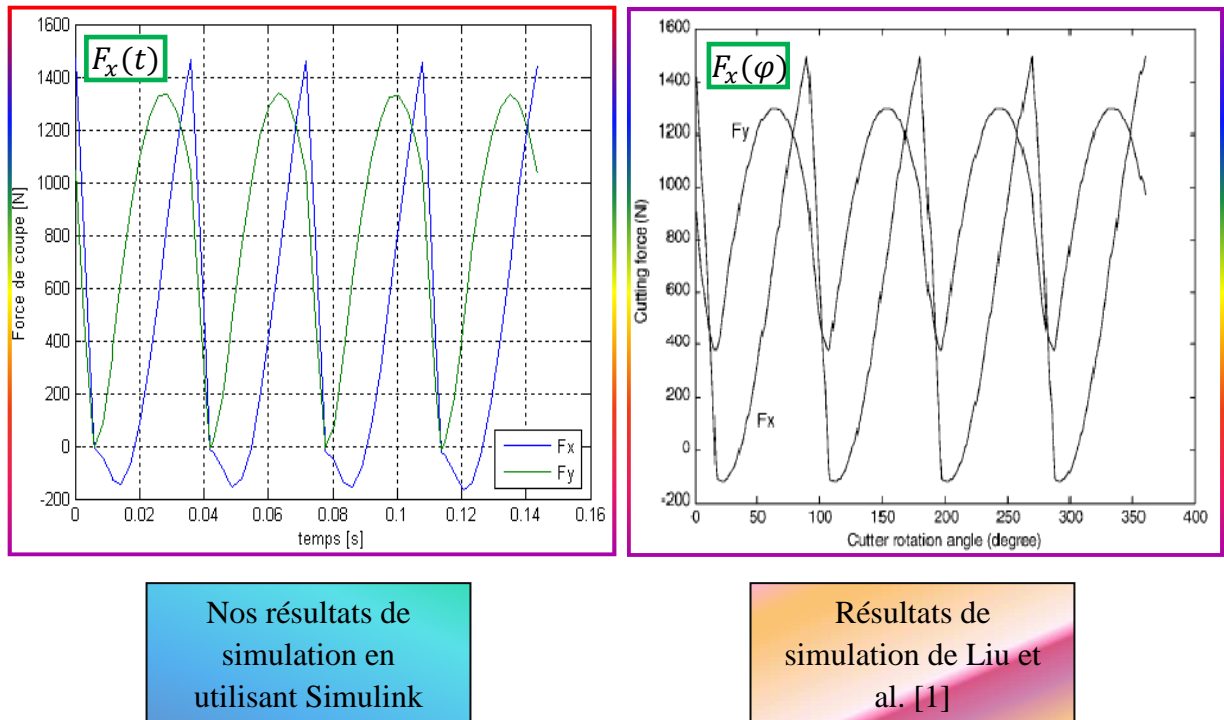 1600
1400
1200
1000
800
600
400
200
0
-200
Force de coupe [N]
F_x(t)
Fx
Fy
0
0.02
0.04
0.06
0.08
0.1
0.12
0.14
0.16
temps [s]
1600
1400
1200
1000
800
600
400
200
0
-200
Cutting force (N)
F_x(φ)
Fy
Fx
0
50
100
150
200
250
300
350
400
Cutter rotation angle (degree)
Nos résultats de
simulation en
utilisant Simulink
Résultats de
simulation de Liu et
al. [1]